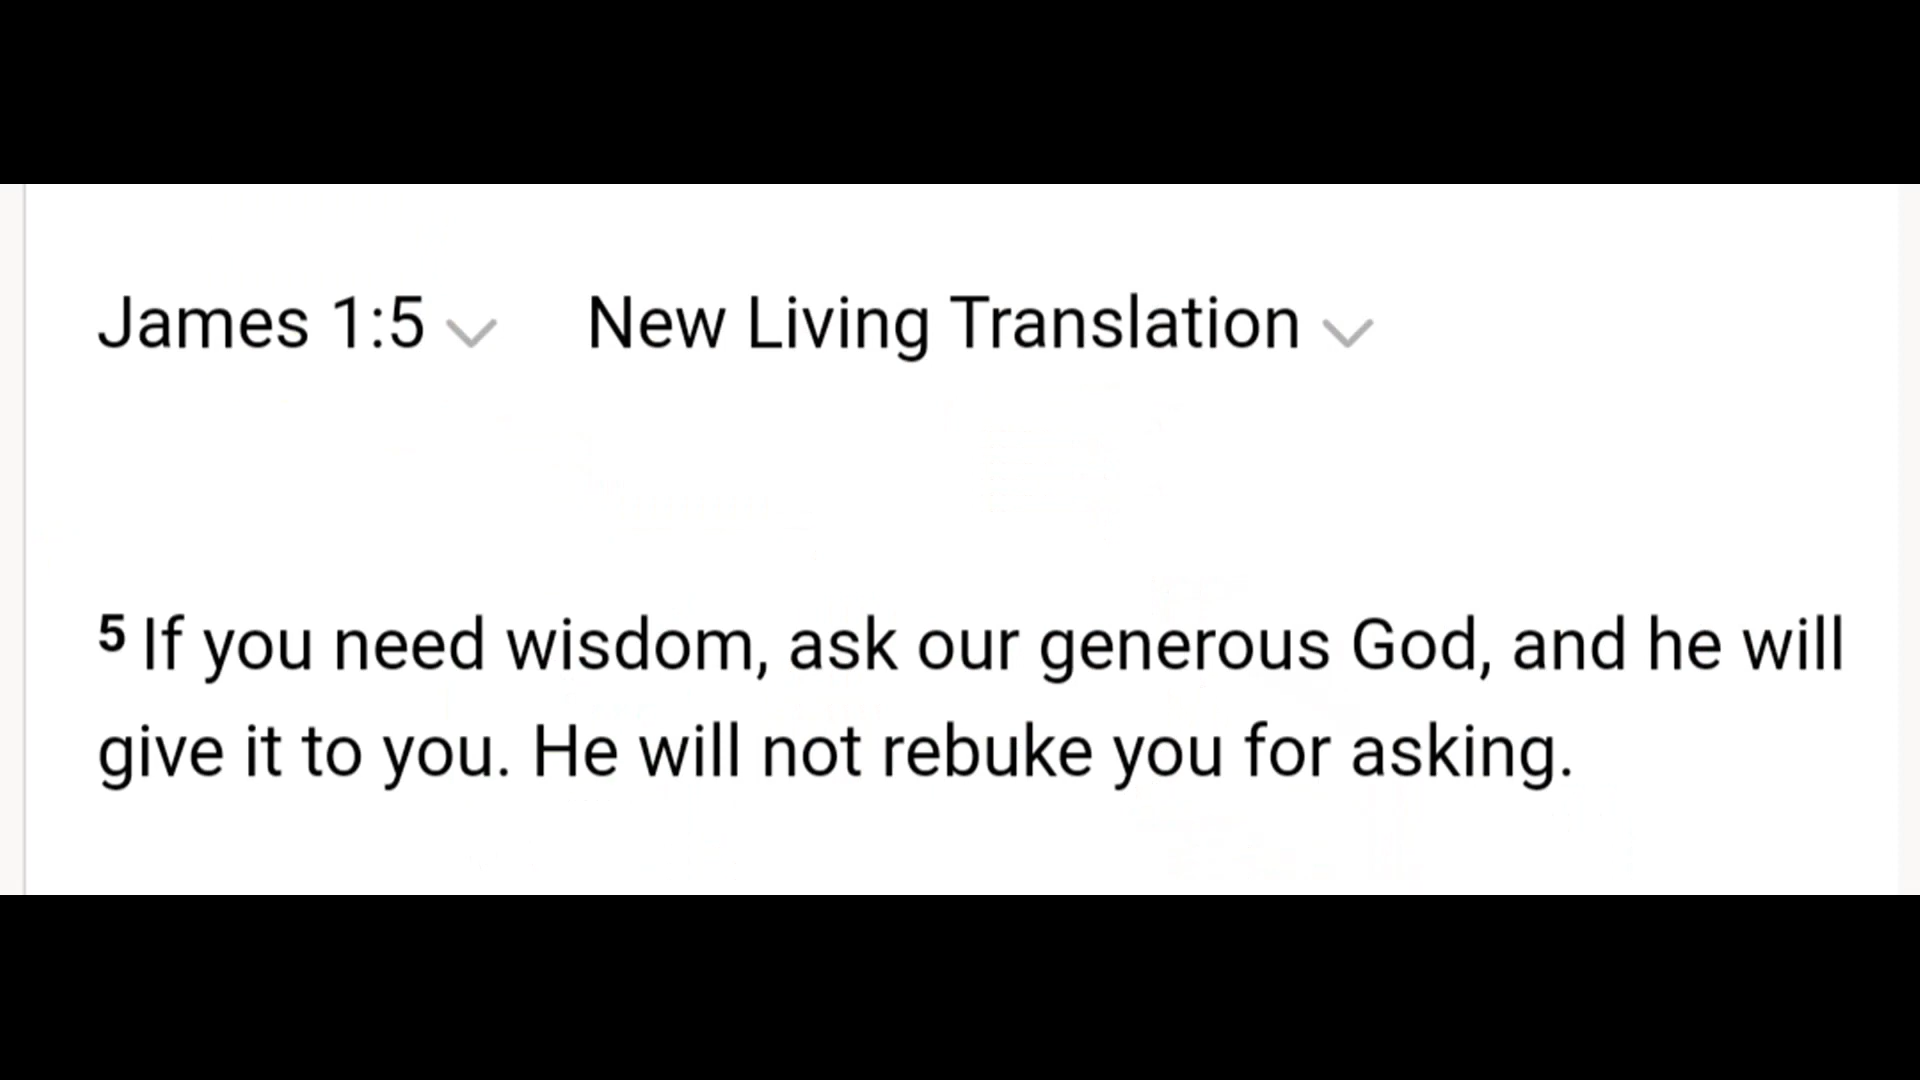 James 1:5 New Living Translation
5 If you need wisdom, ask our generous God, and he will
give it to you. He will not rebuke you for asking.